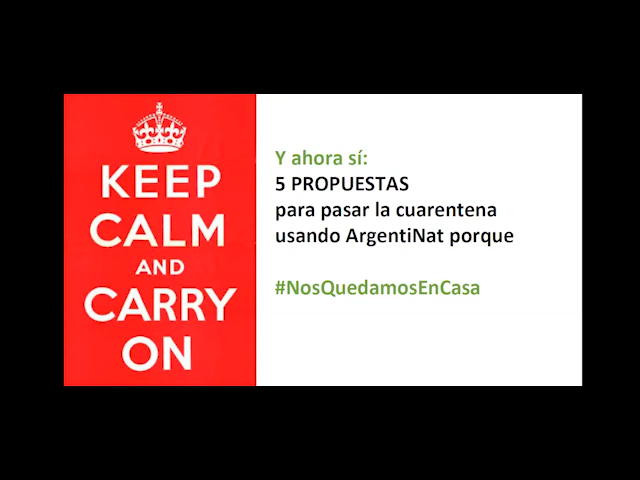 KEEP
CALM
AND
CARRY
ON
Y ahora sí:
5 PROPUESTAS
para pasar la cuarentena
usando ArgentiNat porque
#NosQuedamosEnCasa